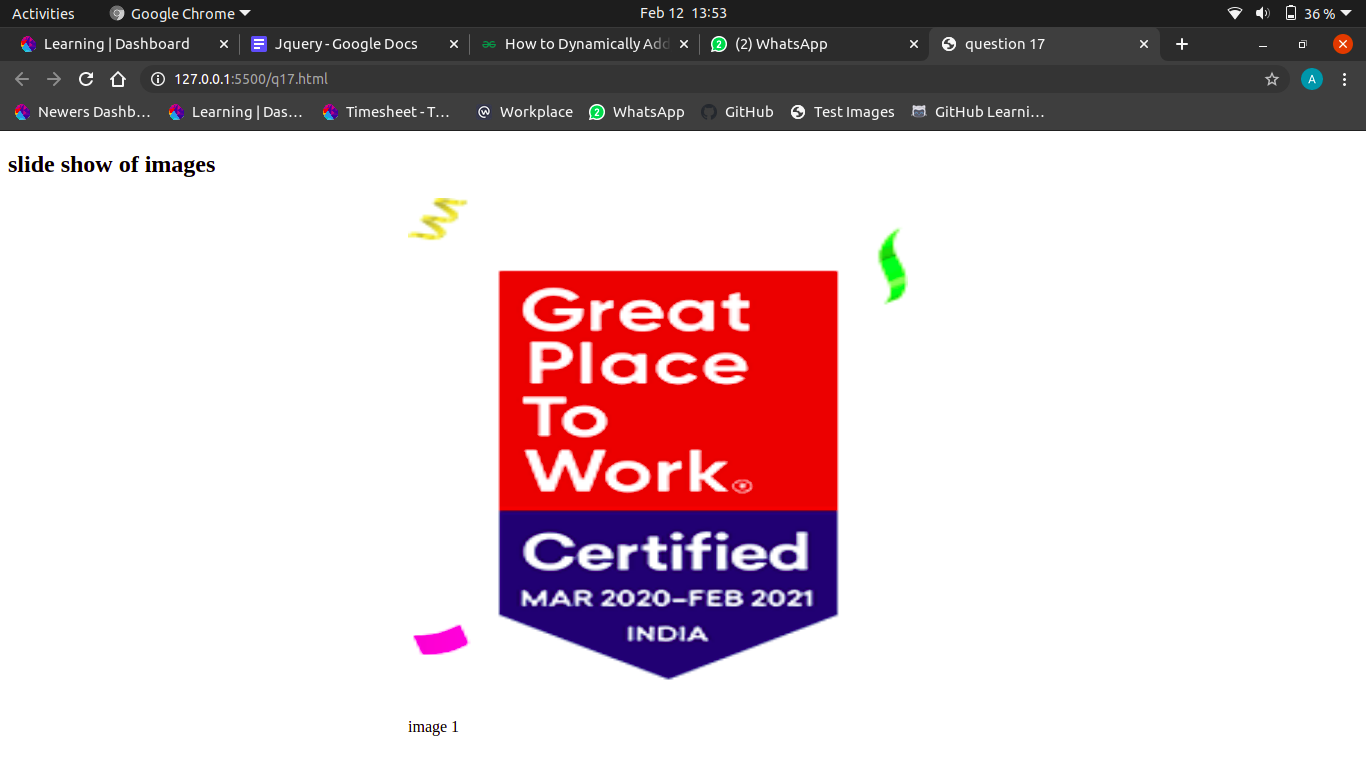 Activities Google Chrome Feb 12 13:53 36 %
Learning | Dashboard Jquery - Google Docs How to Dynamically Add (2) WhatsApp question 17
127.0.0.1:5500/q17.html A
Newers Dashb... Learning | Das... Timesheet - T... Workplace 2 WhatsApp GitHub Test Images GitHub Learni...
slide show of images
Great
Place
To
Work.
Certified
MAR 2020–FEB 2021
INDIA
image 1